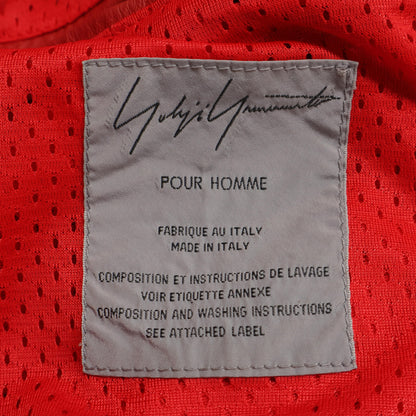 Yohji Yamamoto
POUR HOMME
FABRIQUE AU ITALY
MADE IN ITALY
COMPOSITION ET INSTRUCTIONS DE LAVAGE
VOIR ETIQUETTE ANNEXE
COMPOSITION AND WASHING INSTRUCTIONS
SEE ATTACHED LABEL